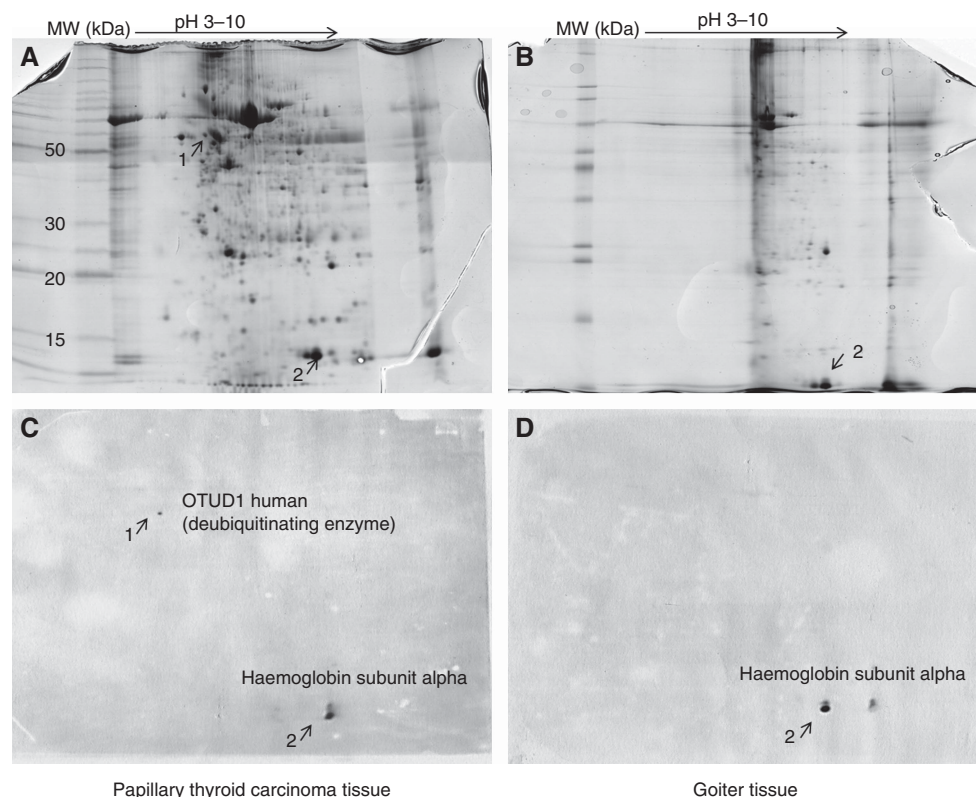 MW (kDa) pH 3–10
A
50
30
20
15
1
2
MW (kDa) pH 3–10
B
2
C
OTUD1 human
(deubiquitinating enzyme)
1
Haemoglobin subunit alpha
2
D
Haemoglobin subunit alpha
2
Papillary thyroid carcinoma tissue
Goiter tissue